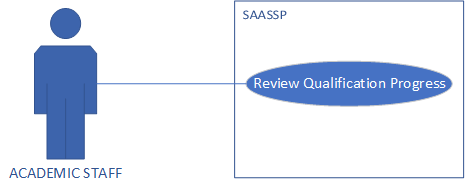 SAASSP
Review Qualification Progress
ACADEMIC STAFF